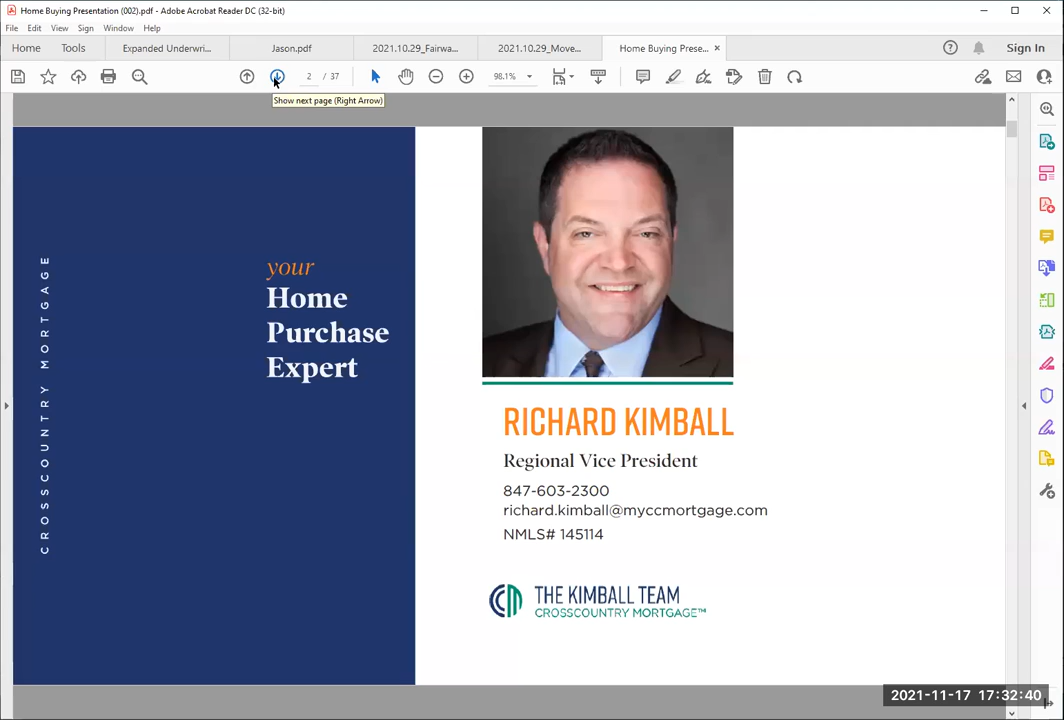 Home Buying Presentation (002).pdf - Adobe Acrobat Reader DC (32-bit)
File Edit View Sign Window Help
Home Tools Expanded Underwri... Jason.pdf 2021.10.29_Fairwa... 2021.10.29_Move... Home Buying Prese... × Sign In
2 / 37 98.1%
Show next page (Right Arrow)
CROSSCOUNTRY MORTGAGE
your
Home
Purchase
Expert
RICHARD KIMBALL
Regional Vice President
847-603-2300
richard.kimball@myccmortgage.com
NMLS# 145114
THE KIMBALL TEAM
CROSSCOUNTRY MORTGAGE™
2021-11-17 17:32:40